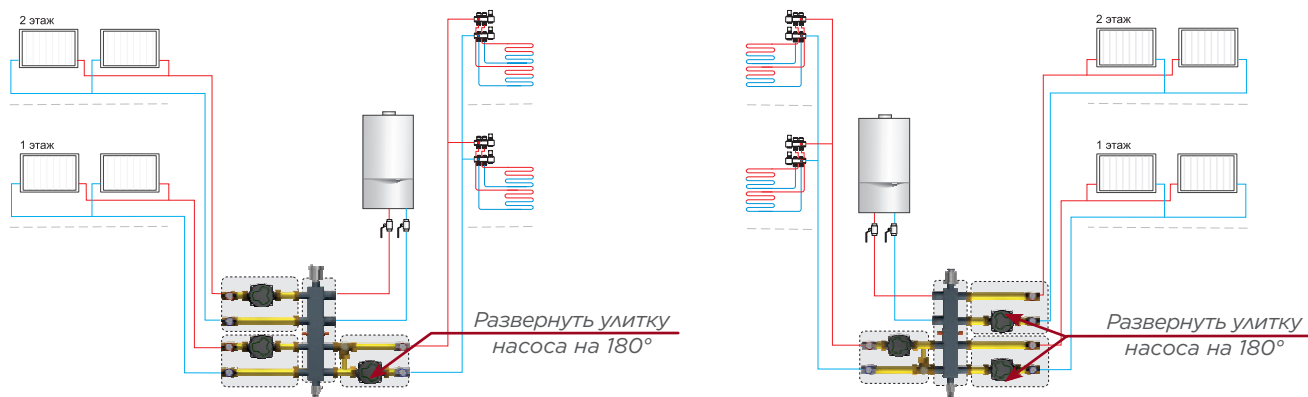 2 этаж
1 этаж
Развернуть улитку
насоса на 180°
2 этаж
1 этаж
Развернуть улитку
насоса на 180°